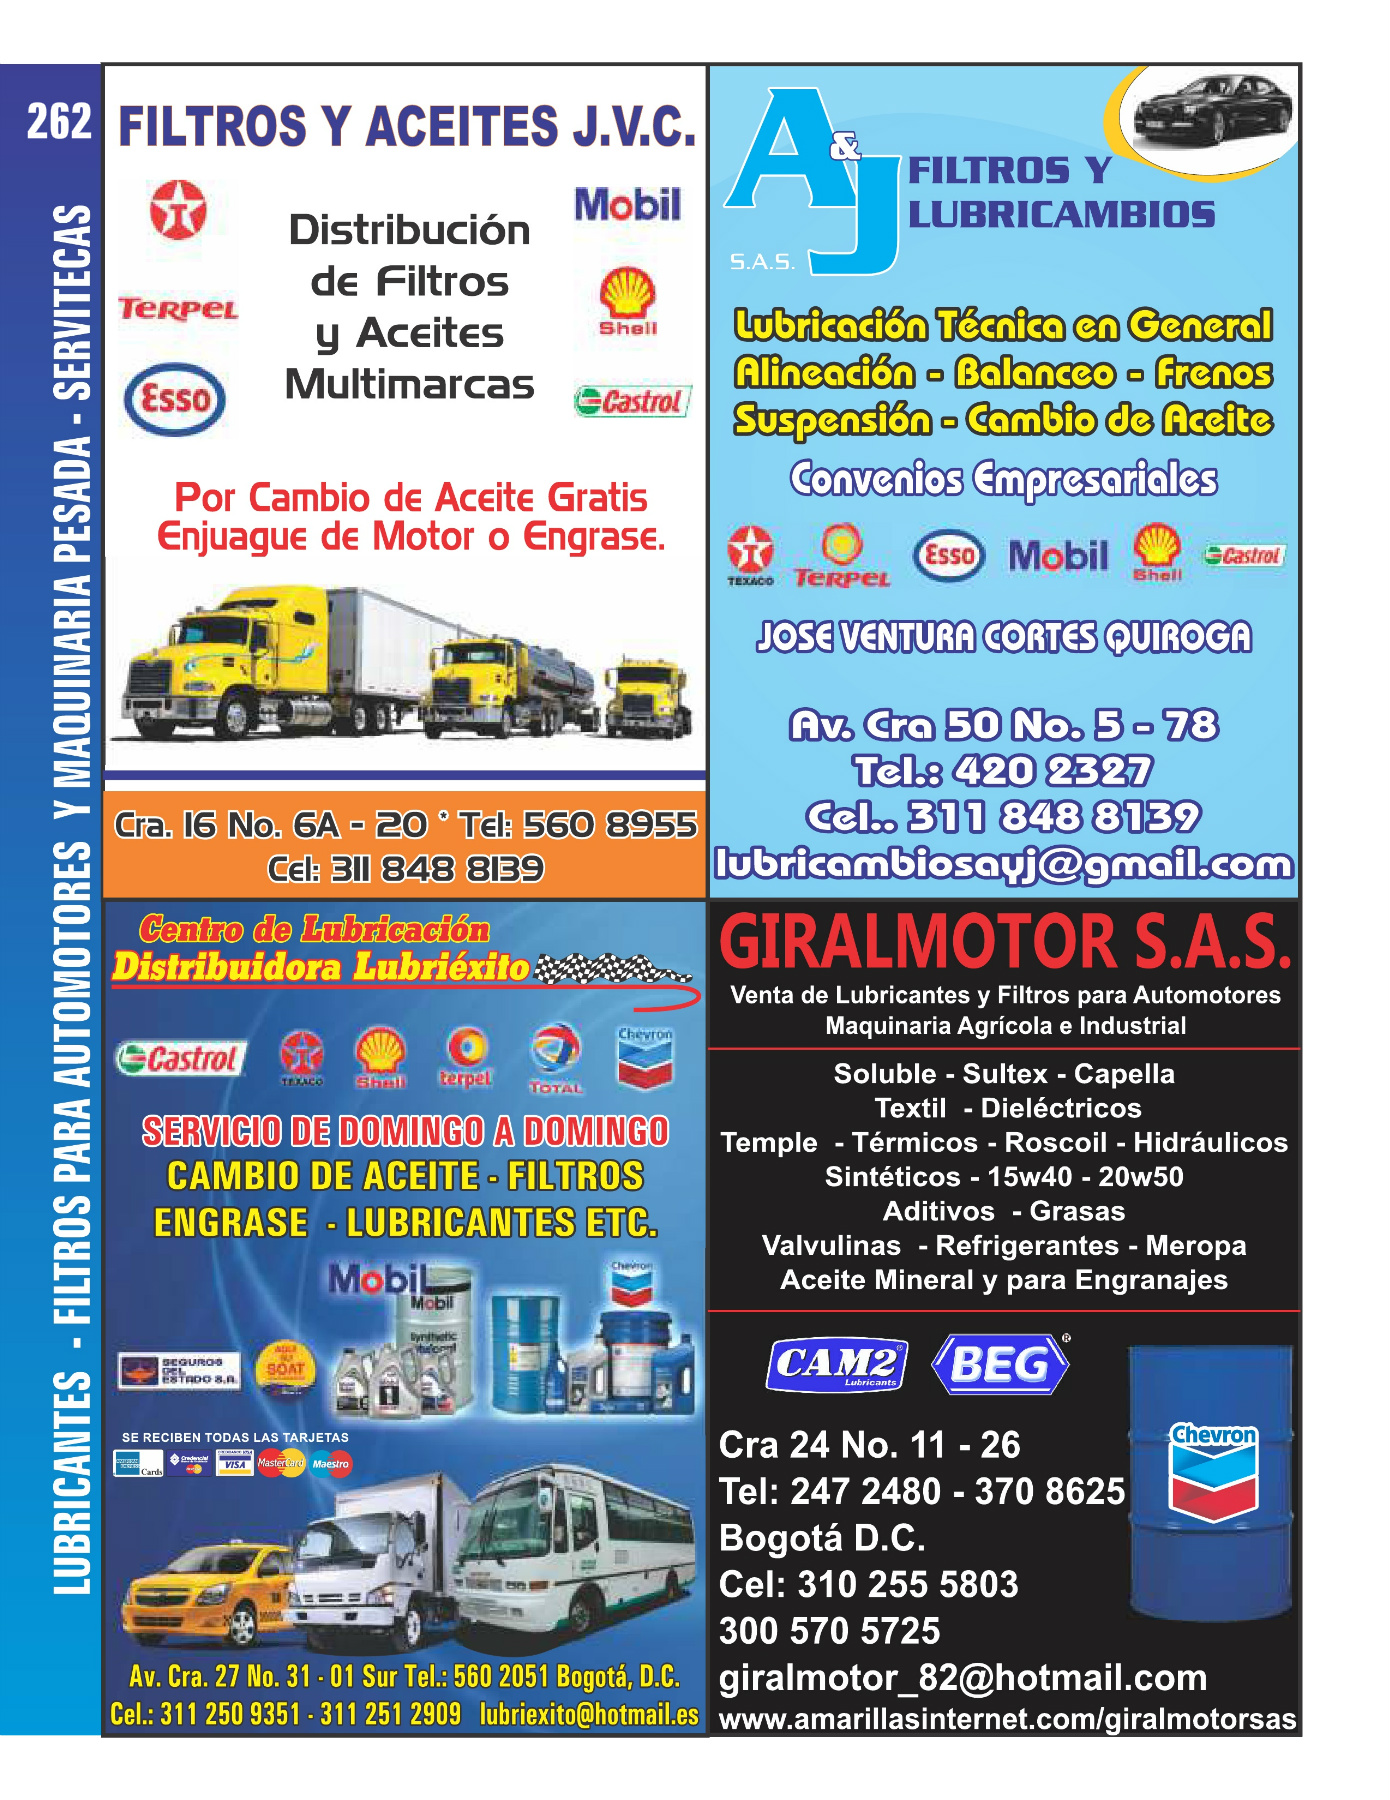 262
LUBRICANTES - FILTROS PARA AUTOMOTORES Y MAQUINARIA PESADA - SERVITECAS
FILTROS Y ACEITES J.V.C.
Mobil
TERPEL
Shell
Esso
Castrol
Distribución
de Filtros
y Aceites
Multimarcas
Por Cambio de Aceite Gratis
Enjuague de Motor o Engrase.
Cra. 16 No. 6A - 20 * Tel: 560 8955
Cel: 311 848 8139
A&J
S.A.S.
FILTROS Y
LUBRICAMBIOS
Lubricación Técnica en General
Alineación - Balanceo - Frenos
Suspensión - Cambio de Aceite
Convenios Empresariales
TEXACO TERPEL Esso Mobil Shell Castrol
JOSE VENTURA CORTES QUIROGA
Av. Cra 50 No. 5 - 78
Tel.: 420 2327
Cel.. 311 848 8139
lubricambiosayj@gmail.com
Centro de Lubricación
Distribuidora Lubriéxito
Castrol TEXACO Shell terpel TOTAL Chevron
SERVICIO DE DOMINGO A DOMINGO
CAMBIO DE ACEITE - FILTROS
ENGRASE - LUBRICANTES ETC.
Mobil
Mobil
Chevron
SEGUROS
DEL
ESTADO S.A.
AQUI
SU
SOAT
SE RECIBEN TODAS LAS TARJETAS
Cards Credencial VISA MasterCard Maestro
Av. Cra. 27 No. 31 - 01 Sur Tel.: 560 2051 Bogotá, D.C.
Cel.: 311 250 9351 - 311 251 2909 lubriexito@hotmail.es
GIRALMOTOR S.A.S.
Venta de Lubricantes y Filtros para Automotores
Maquinaria Agrícola e Industrial
Soluble - Sultex - Capella
Textil - Dieléctricos
Temple - Térmicos - Roscoil - Hidráulicos
Sintéticos - 15w40 - 20w50
Aditivos - Grasas
Valvulinas - Refrigerantes - Meropa
Aceite Mineral y para Engranajes
CAM2®
Lubricants
BEG®
Chevron
Cra 24 No. 11 - 26
Tel: 247 2480 - 370 8625
Bogotá D.C.
Cel: 310 255 5803
300 570 5725
giralmotor_82@hotmail.com
www.amarillasinternet.com/giralmotorsas